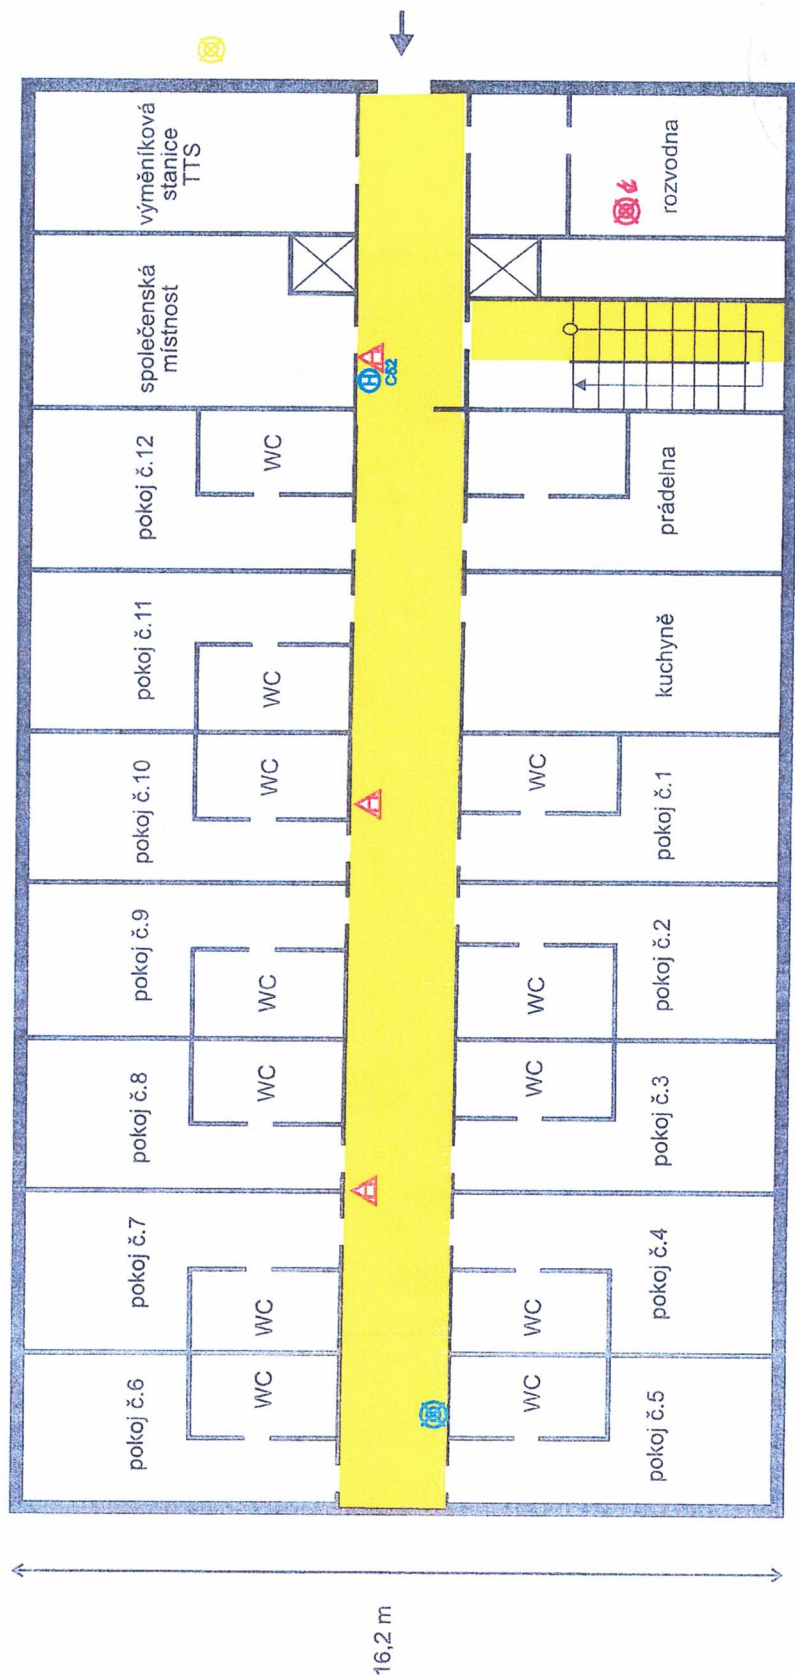 pokoj č.6
pokoj č.7
pokoj č.8
pokoj č.9
pokoj č.10
pokoj č.11
pokoj č.12
společenská
místnost
výměníková
stanice
TTS
WC
WC
WC
WC
WC
WC
WC
H
C52
16,2 m
WC
WC
WC
WC
WC
pokoj č.5
pokoj č.4
pokoj č.3
pokoj č.2
pokoj č.1
kuchyně
prádelna
rozvodna